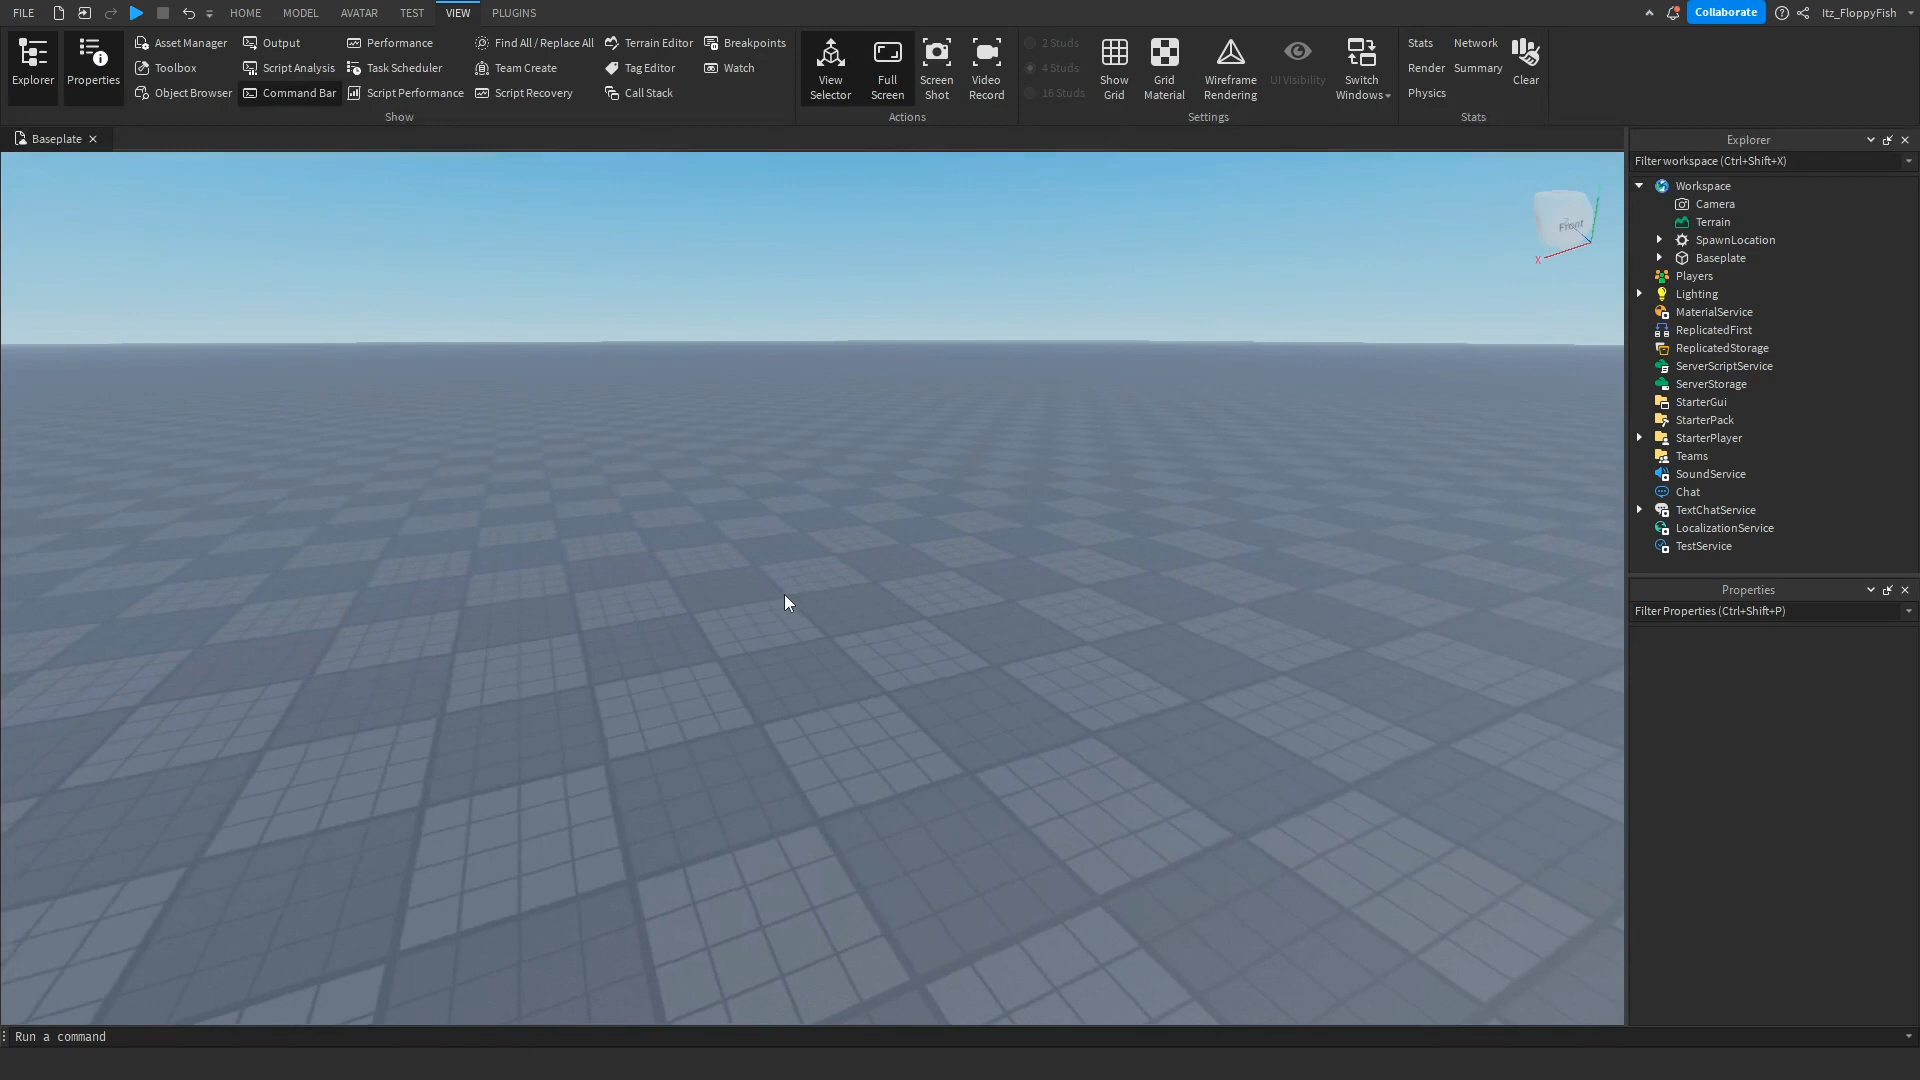 FILE HOME MODEL AVATAR TEST VIEW PLUGINS Collaborate Itz_FloppyFish
Explorer
Properties
Asset Manager
Toolbox
Object Browser
Output
Script Analysis
Command Bar
Performance
Task Scheduler
Script Performance
Find All / Replace All
Team Create
Script Recovery
Terrain Editor
Tag Editor
Call Stack
Breakpoints
Watch
Show
View
Selector
Full
Screen
Screen
Shot
Video
Record
Actions
2 Studs
4 Studs
16 Studs
Show
Grid
Grid
Material
Wireframe
Rendering
UI Visibility
Switch
Windows
Settings
Stats
Render
Physics
Network
Summary
Clear
Stats
Baseplate
Front
X
Explorer
Filter workspace (Ctrl+Shift+X)
Workspace
Camera
Terrain
SpawnLocation
Baseplate
Players
Lighting
MaterialService
ReplicatedFirst
ReplicatedStorage
ServerScriptService
ServerStorage
StarterGui
StarterPack
StarterPlayer
Teams
SoundService
Chat
TextChatService
LocalizationService
TestService
Properties
Filter Properties (Ctrl+Shift+P)
Run a command